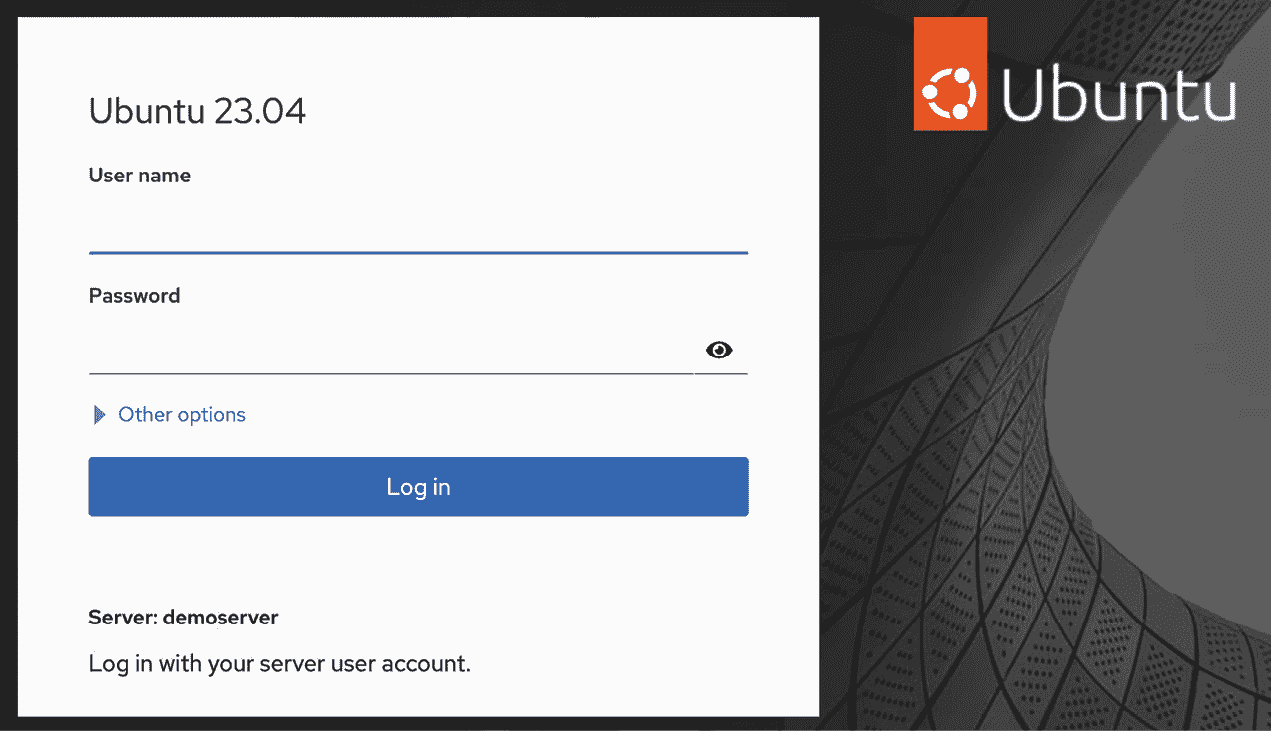 Ubuntu 23.04
User name
Password
Other options
Log in
Server: demoserver
Log in with your server user account.
Ubuntu